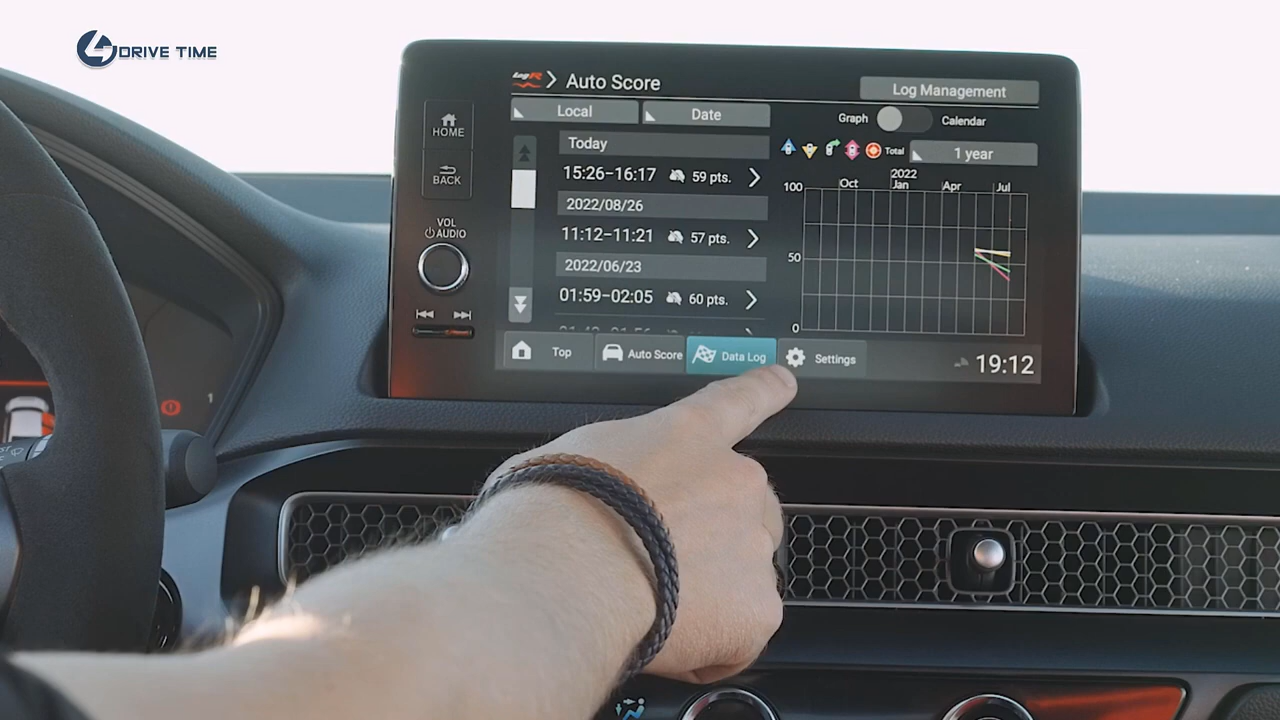 DRIVE TIME
HOME
BACK
VOL
AUDIO
LogR
Auto Score
Log Management
Local
Date
Graph
Calendar
Today
Total
1 year
15:26-16:17
59 pts.
2022/08/26
11:12-11:21
57 pts.
2022/06/23
01:59-02:05
60 pts.
2022
Oct
Jan
Apr
Jul
100
50
0
Top
Auto Score
Data Log
Settings
19:12
1